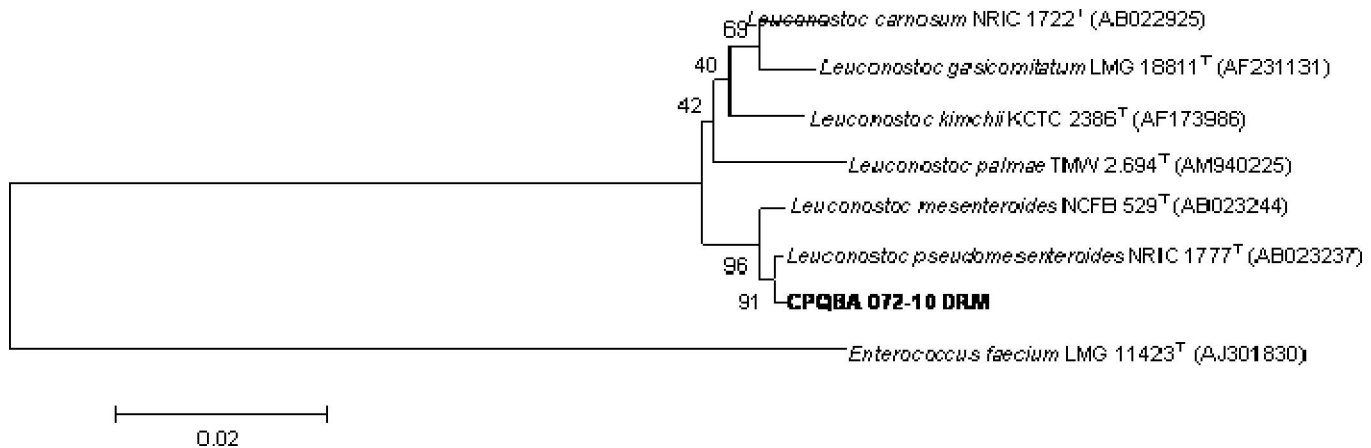 69
Leuconostoc carnosum NRIC 1722T (AB022925)
40
Leuconostoc gasicomitatum LMG 18811T (AF231131)
42
Leuconostoc kimchii KCTC 2386T (AF173986)
Leuconostoc palmae TMW 2.694T (AM940225)
Leuconostoc mesenteroides NCFB 529T (AB023244)
96
Leuconostoc pseudomesenteroides NRIC 1777T (AB023237)
91
CPQBA 072-10 DRM
Enterococcus faecium LMG 11423T (AJ301830)
0.02